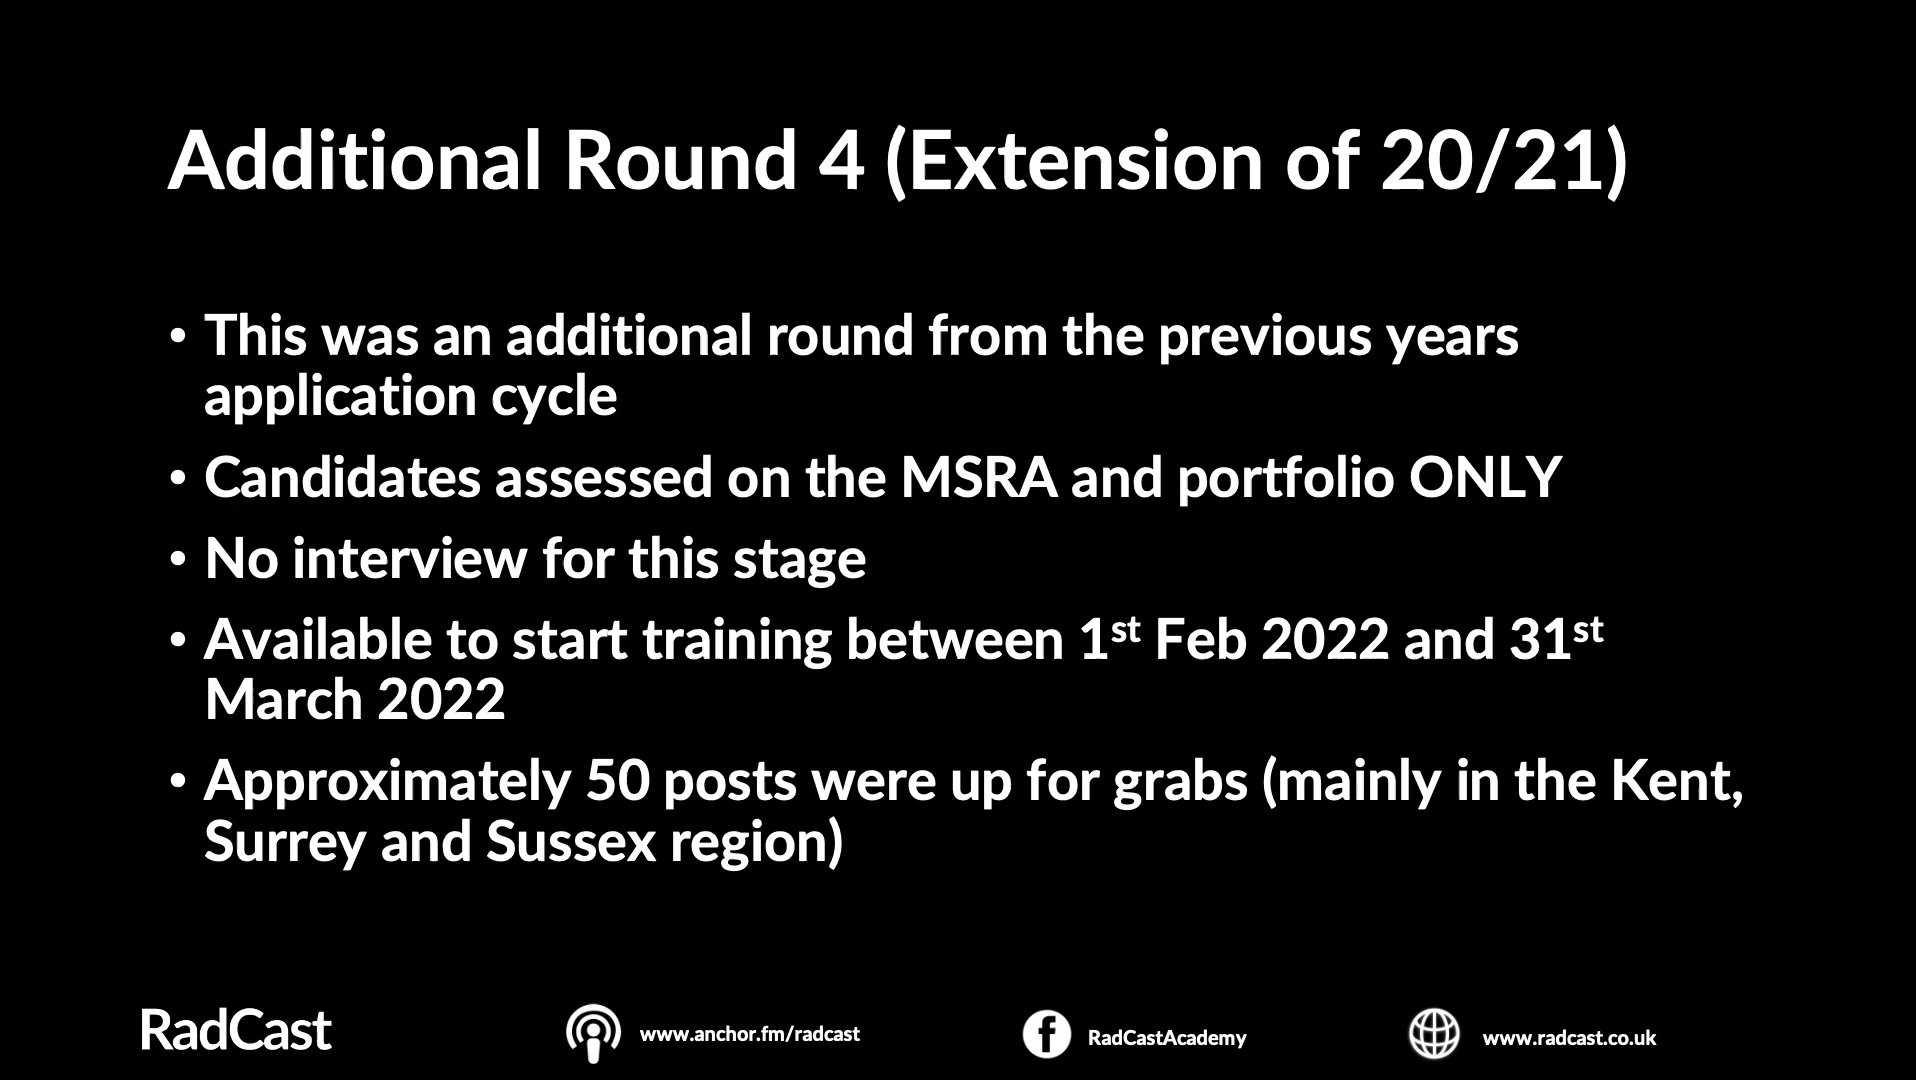 Additional Round 4 (Extension of 20/21)
• This was an additional round from the previous years
application cycle
• Candidates assessed on the MSRA and portfolio ONLY
• No interview for this stage
• Available to start training between 1st Feb 2022 and 31st
March 2022
• Approximately 50 posts were up for grabs (mainly in the Kent,
Surrey and Sussex region)
RadCast
www.anchor.fm/radcast
RadCastAcademy
www.radcast.co.uk